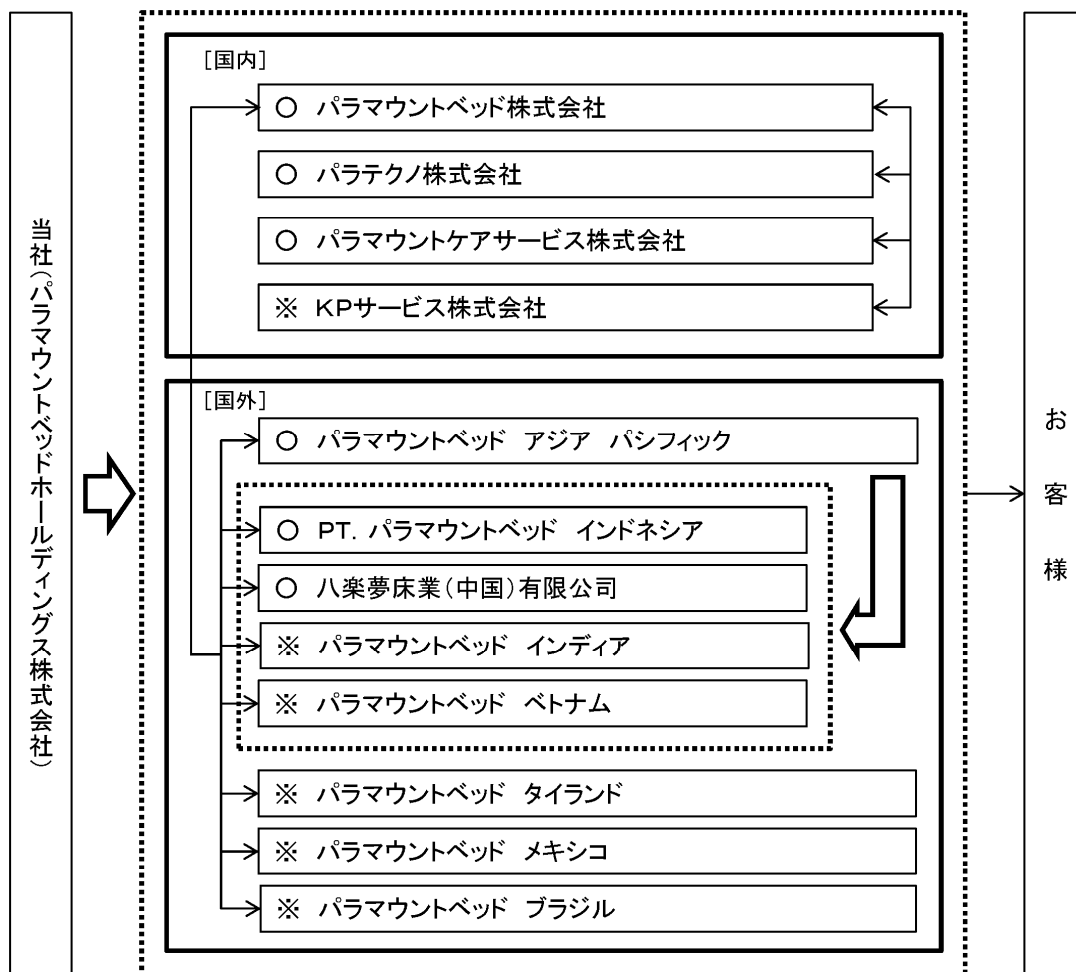 当社（パラマウントベッドホールディングス株式会社）
［国内］
○ パラマウントベッド株式会社
○ パラテクノ株式会社
○ パラマウントケアサービス株式会社
※ ＫＰサービス株式会社
［国外］
○ パラマウントベッド アジア パシフィック
○ ＰＴ．パラマウントベッド インドネシア
○ 八楽夢床業（中国）有限公司
※ パラマウントベッド インディア
※ パラマウントベッド ベトナム
※ パラマウントベッド タイランド
※ パラマウントベッド メキシコ
※ パラマウントベッド ブラジル
お客様